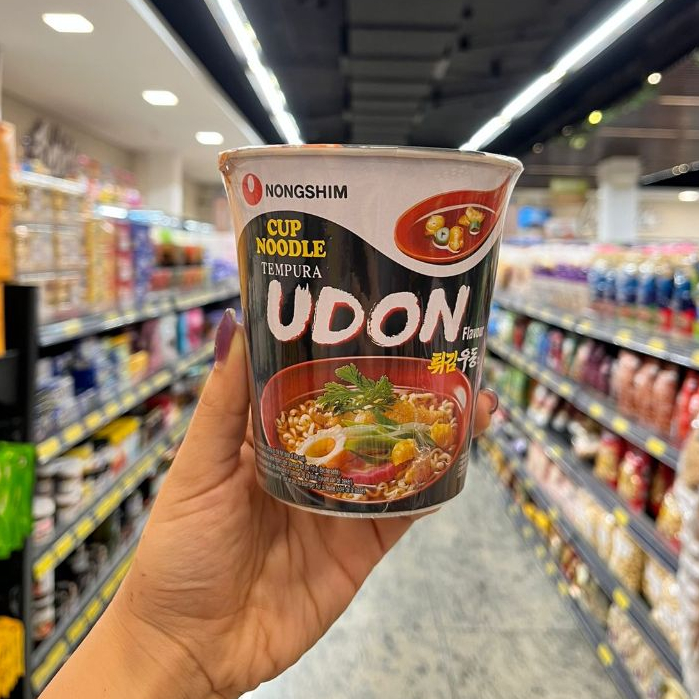 NONGSHIM
CUP
NOODLE
TEMPURA
UDON
Flavour
튀김우동